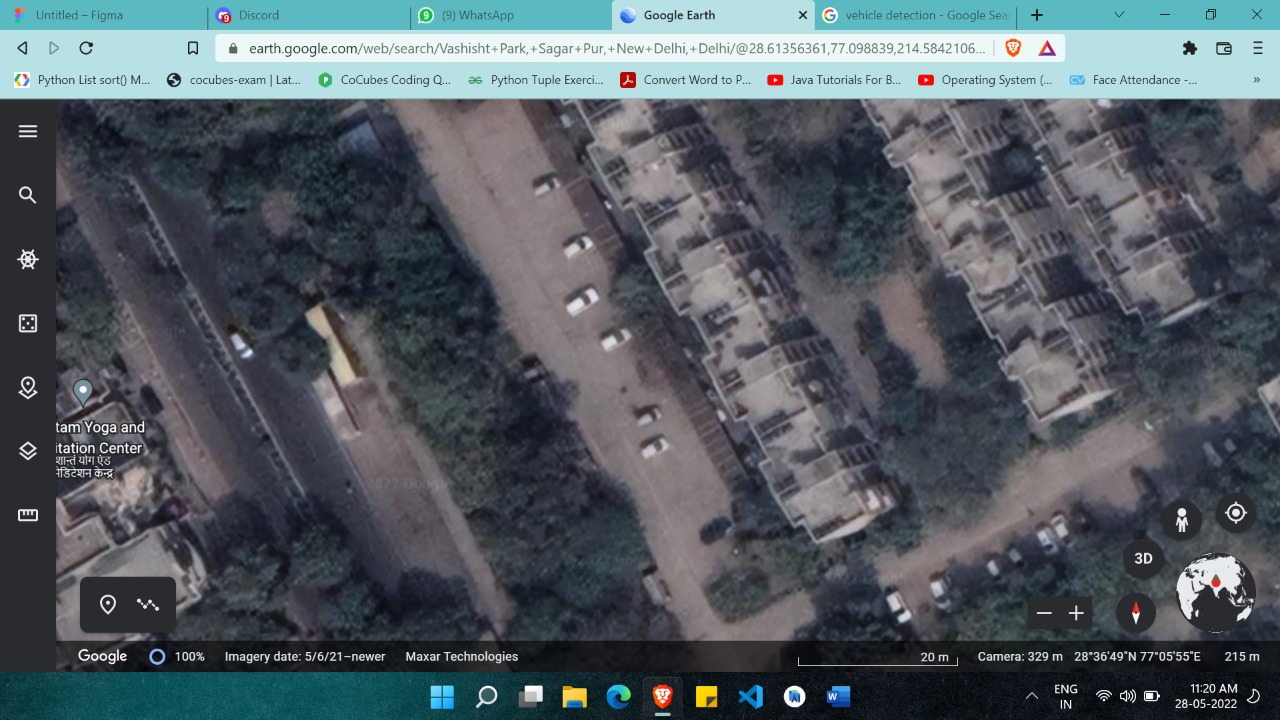 Untitled – Figma
9
Discord
9
(9) WhatsApp
Google Earth
vehicle detection - Google Sea
earth.google.com/web/search/Vashisht+Park,+Sagar+Pur,+New+Delhi,+Delhi/@28.61356361,77.098839,214.5842106...
Python List sort() M...
cocubes-exam | Lat...
CoCubes Coding Q...
Python Tuple Exerci...
Convert Word to P...
Java Tutorials For B...
Operating System (...
Face Attendance -...
»
tam Yoga and
itation Center
मेडिटेशन केन्द्र
3D
Google
100%
Imagery date: 5/6/21–newer
Maxar Technologies
20 m
Camera: 329 m
28°36'49"N 77°05'55"E
215 m
ENG
IN
11:20 AM
28-05-2022